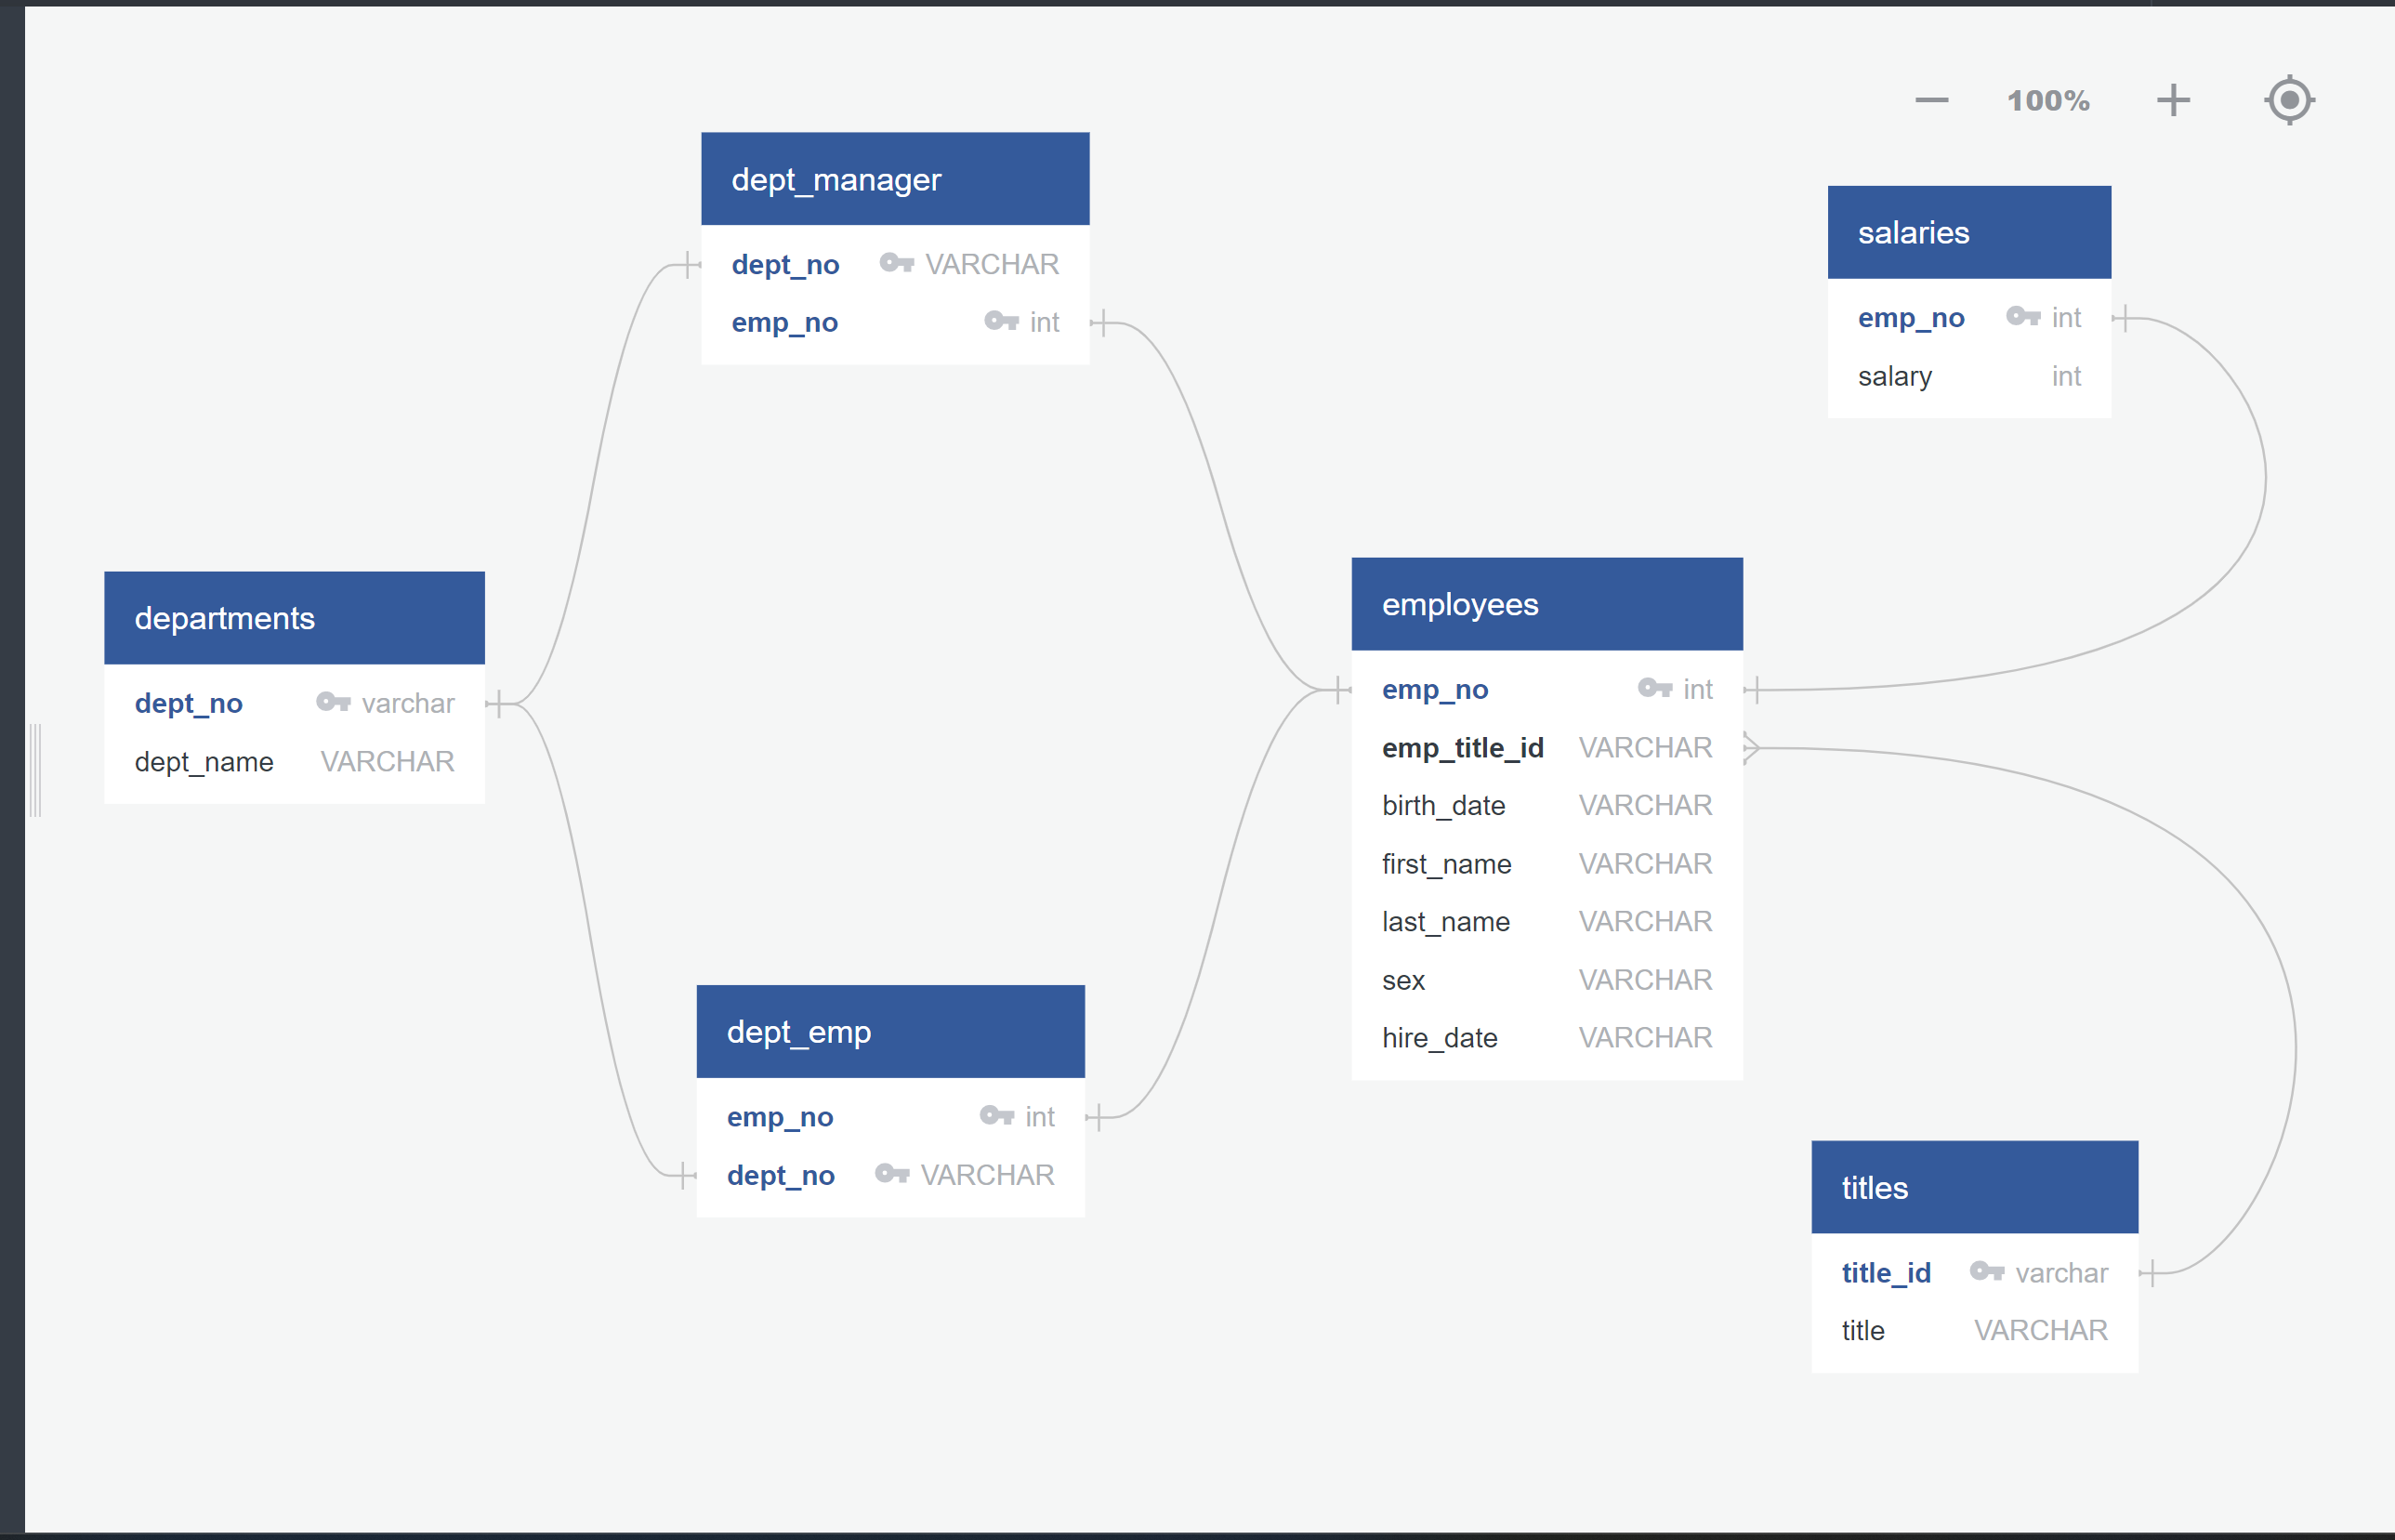 100%
dept_manager
dept_no VARCHAR
emp_no int
salaries
emp_no int
salary int
departments
dept_no varchar
dept_name VARCHAR
employees
emp_no int
emp_title_id VARCHAR
birth_date VARCHAR
first_name VARCHAR
last_name VARCHAR
sex VARCHAR
hire_date VARCHAR
dept_emp
emp_no int
dept_no VARCHAR
titles
title_id varchar
title VARCHAR